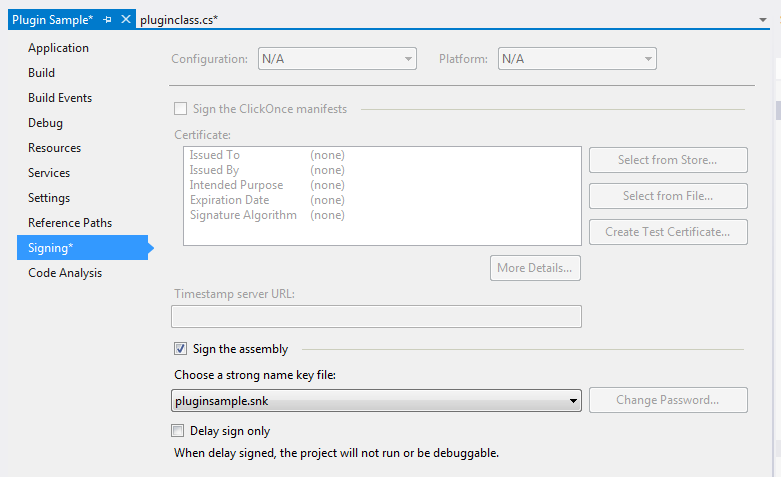 Plugin Sample* pluginclass.cs*
Application
Build
Build Events
Debug
Resources
Services
Settings
Reference Paths
Signing*
Code Analysis
Configuration: N/A Platform: N/A
Sign the ClickOnce manifests
Certificate:
Issued To (none)
Issued By (none)
Intended Purpose (none)
Expiration Date (none)
Signature Algorithm (none)
Select from Store...
Select from File...
Create Test Certificate...
More Details...
Timestamp server URL:
Sign the assembly
Choose a strong name key file:
pluginsample.snk Change Password...
Delay sign only
When delay signed, the project will not run or be debuggable.